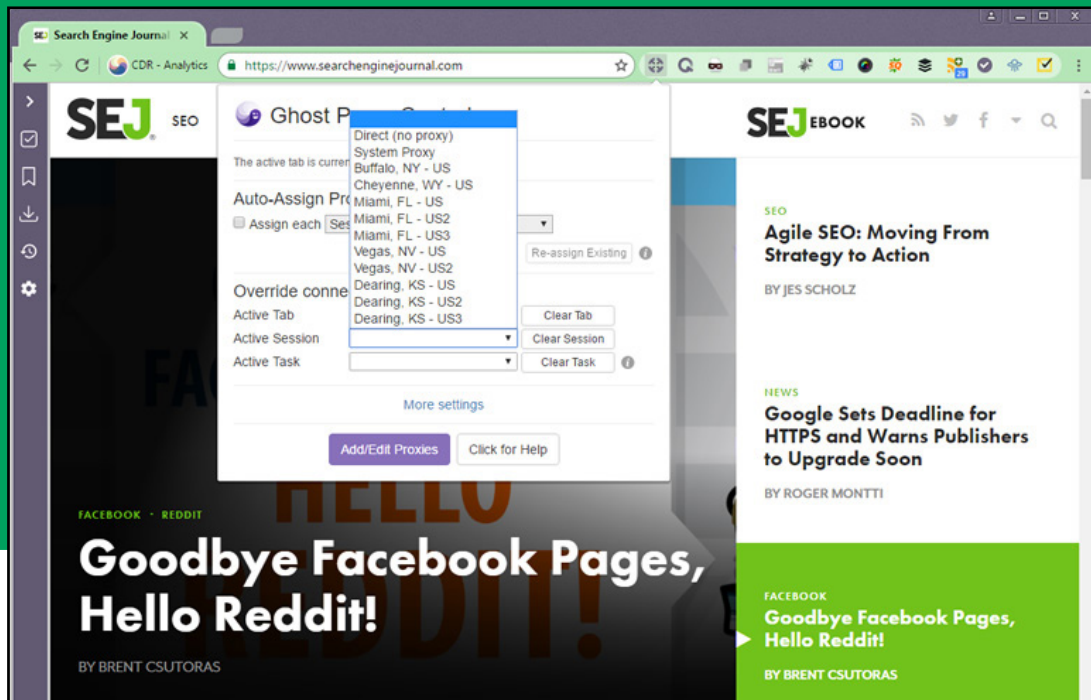 SEJ Search Engine Journal ×
CDR - Analytics https://www.searchenginejournal.com
29
SEJ SEO
Ghost P
Direct (no proxy)
System Proxy
Buffalo, NY - US
Cheyenne, WY - US
Miami, FL - US
Miami, FL - US2
Miami, FL - US3
Vegas, NV - US
Vegas, NV - US2
Dearing, KS - US
Dearing, KS - US2
Dearing, KS - US3
The active tab is curren
Auto-Assign Pro
Assign each Ses
Re-assign Existing
Override conne
Active Tab Clear Tab
Active Session Clear Session
Active Task Clear Task
More settings
Add/Edit Proxies Click for Help
HELLO
REDDIT!
FACEBOOK · REDDIT
Goodbye Facebook Pages,
Hello Reddit!
BY BRENT CSUTORAS
SEJ EBOOK
SEO
Agile SEO: Moving From
Strategy to Action
BY JES SCHOLZ
NEWS
Google Sets Deadline for
HTTPS and Warns Publishers
to Upgrade Soon
BY ROGER MONTTI
FACEBOOK
Goodbye Facebook Pages,
Hello Reddit!
BY BRENT CSUTORAS